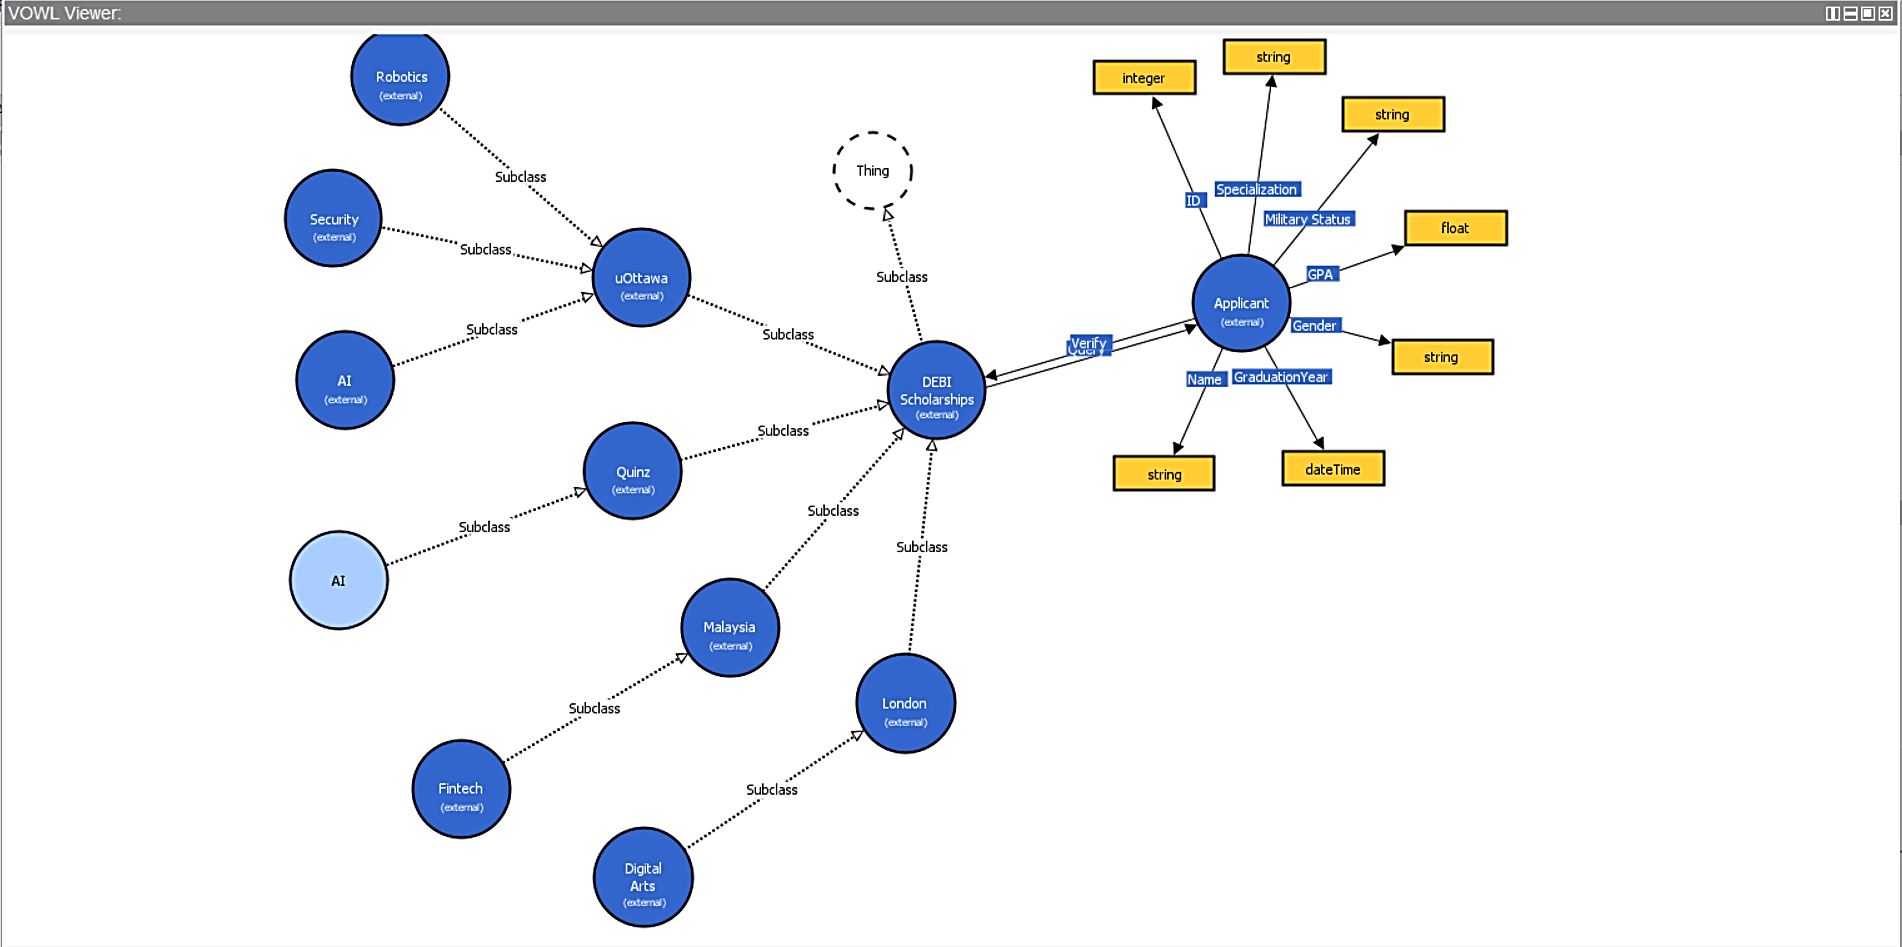 VOWL Viewer:
Robotics
(external)
Subclass
Security
(external)
Subclass
uOttawa
(external)
AI
(external)
Subclass
Subclass
Thing
Subclass
DEBI
Scholarships
(external)
Quinz
(external)
Subclass
AI
Subclass
Malaysia
(external)
Subclass
Fintech
(external)
Subclass
London
(external)
Subclass
Digital
Arts
(external)
Subclass
Verify
Query
Applicant
(external)
ID
integer
Specialization
string
Military Status
string
GPA
float
Gender
string
Name
string
GraduationYear
dateTime